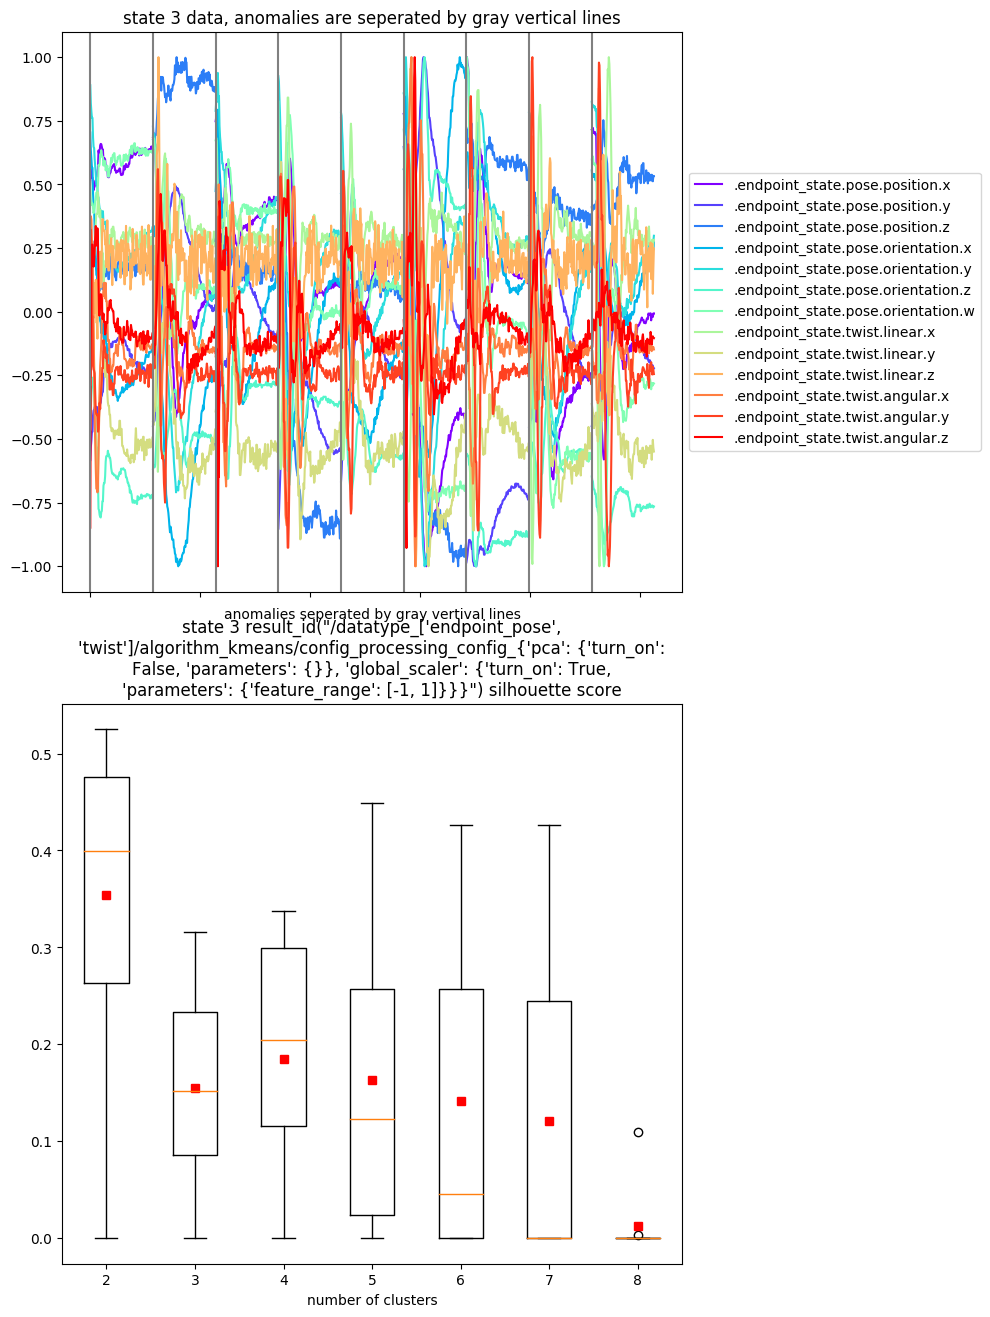 state 3 data, anomalies are seperated by gray vertical lines
1.00
0.75
0.50
0.25
0.00
−0.25
−0.50
−0.75
−1.00
.endpoint_state.pose.position.x
.endpoint_state.pose.position.y
.endpoint_state.pose.position.z
.endpoint_state.pose.orientation.x
.endpoint_state.pose.orientation.y
.endpoint_state.pose.orientation.z
.endpoint_state.pose.orientation.w
.endpoint_state.twist.linear.x
.endpoint_state.twist.linear.y
.endpoint_state.twist.linear.z
.endpoint_state.twist.angular.x
.endpoint_state.twist.angular.y
.endpoint_state.twist.angular.z
anomalies seperated by gray vertival lines
state 3 result_id("/datatype_['endpoint_pose',
'twist']/algorithm_kmeans/config_processing_config_{'pca': {'turn_on':
False, 'parameters': {}}, 'global_scaler': {'turn_on': True,
'parameters': {'feature_range': [-1, 1]}}}") silhouette score
0.5
0.4
0.3
0.2
0.1
0.0
2 3 4 5 6 7 8
number of clusters